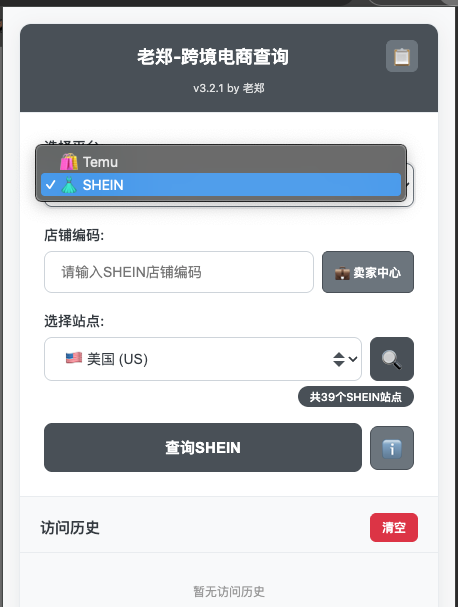 老郑-跨境电商查询
v3.2.1 by 老郑
选择平台:
Temu
SHEIN
店铺编码:
请输入SHEIN店铺编码
卖家中心
选择站点:
美国 (US)
共39个SHEIN站点
查询SHEIN
访问历史
清空
暂无访问历史